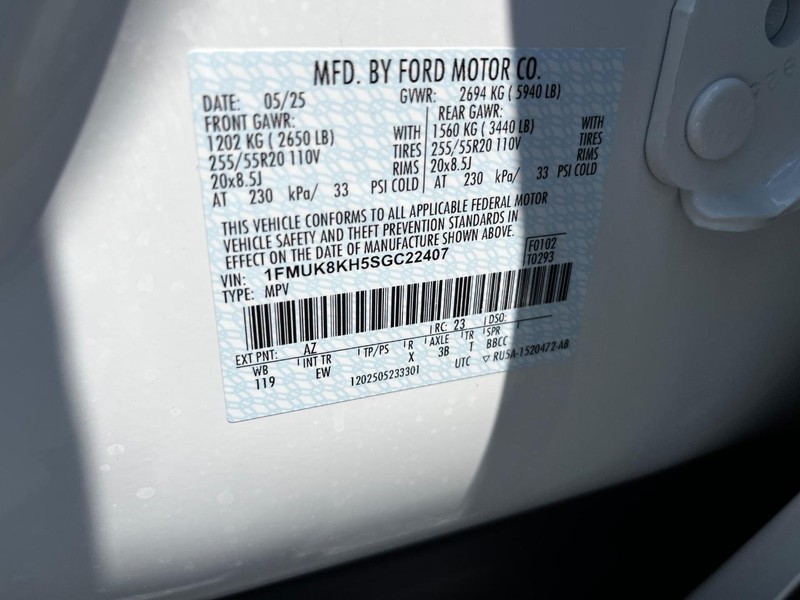 MFD. BY FORD MOTOR CO.
DATE: 05/25 GVWR: 2694 KG ( 5940 LB)
FRONT GAWR: REAR GAWR:
1202 KG ( 2650 LB) WITH 1560 KG ( 3440 LB) WITH
255/55R20 110V TIRES 255/55R20 110V TIRES
20x8.5J RIMS 20x8.5J RIMS
AT 230 kPa/ 33 PSI COLD AT 230 kPa/ 33 PSI COLD
THIS VEHICLE CONFORMS TO ALL APPLICABLE FEDERAL MOTOR
VEHICLE SAFETY AND THEFT PREVENTION STANDARDS IN
EFFECT ON THE DATE OF MANUFACTURE SHOWN ABOVE.
F0102
T0293
VIN: 1FMUK8KH5SGC22407
TYPE: MPV
EXT PNT: AZ RC: 23 DSO:
WB INT TR TP/PS R AXLE TR SPR
119 EW X 3B T BBCC
1202505233301 UTC ▽ RU5A-1520472-AB